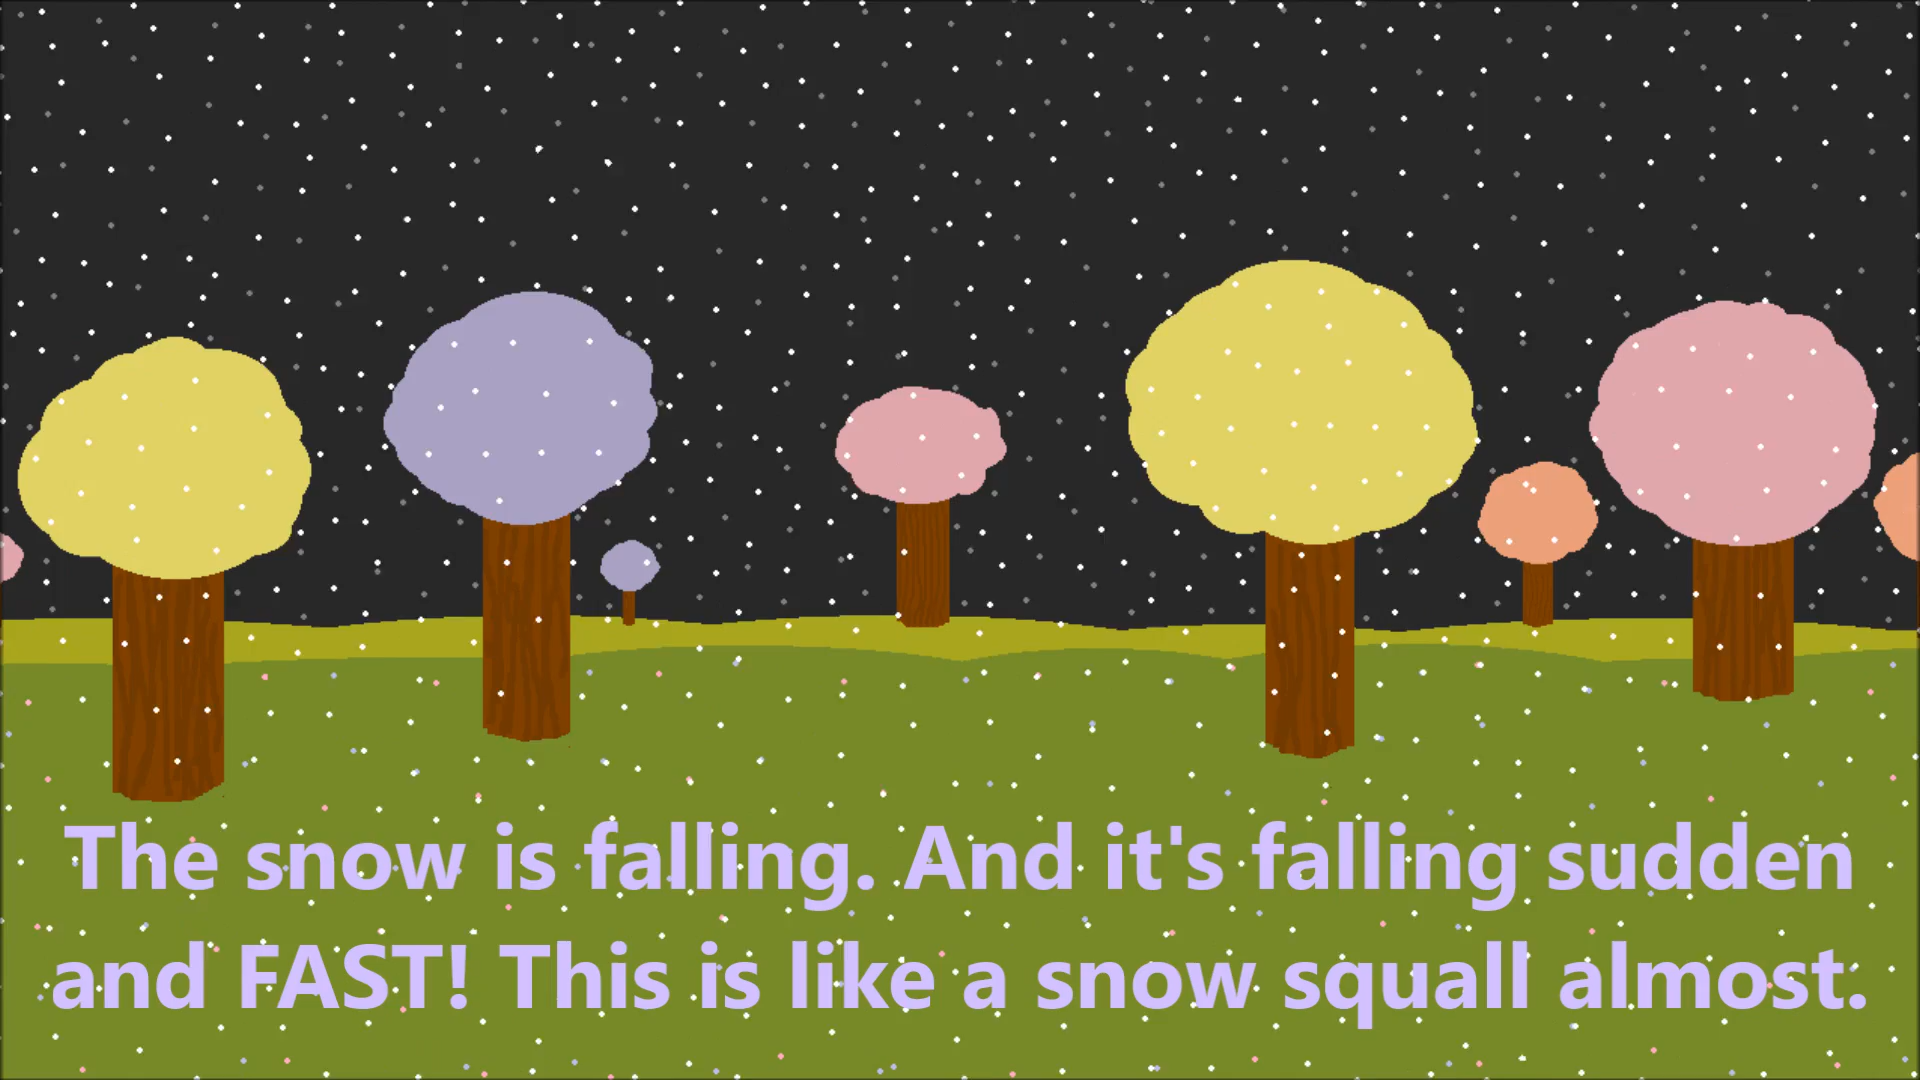 The snow is falling. And it's falling sudden
and FAST! This is like a snow squall almost.